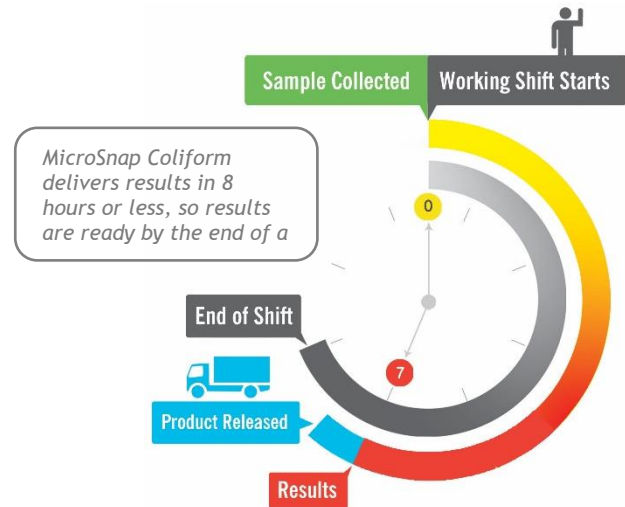 Sample Collected
Working Shift Starts
MicroSnap Coliform
delivers results in 8
hours or less, so results
are ready by the end of a
0
End of Shift
7
Product Released
Results